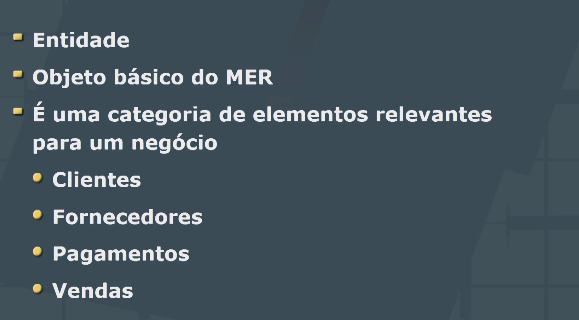 Entidade
Objeto básico do MER
É uma categoria de elementos relevantes
para um negócio
Clientes
Fornecedores
Pagamentos
Vendas